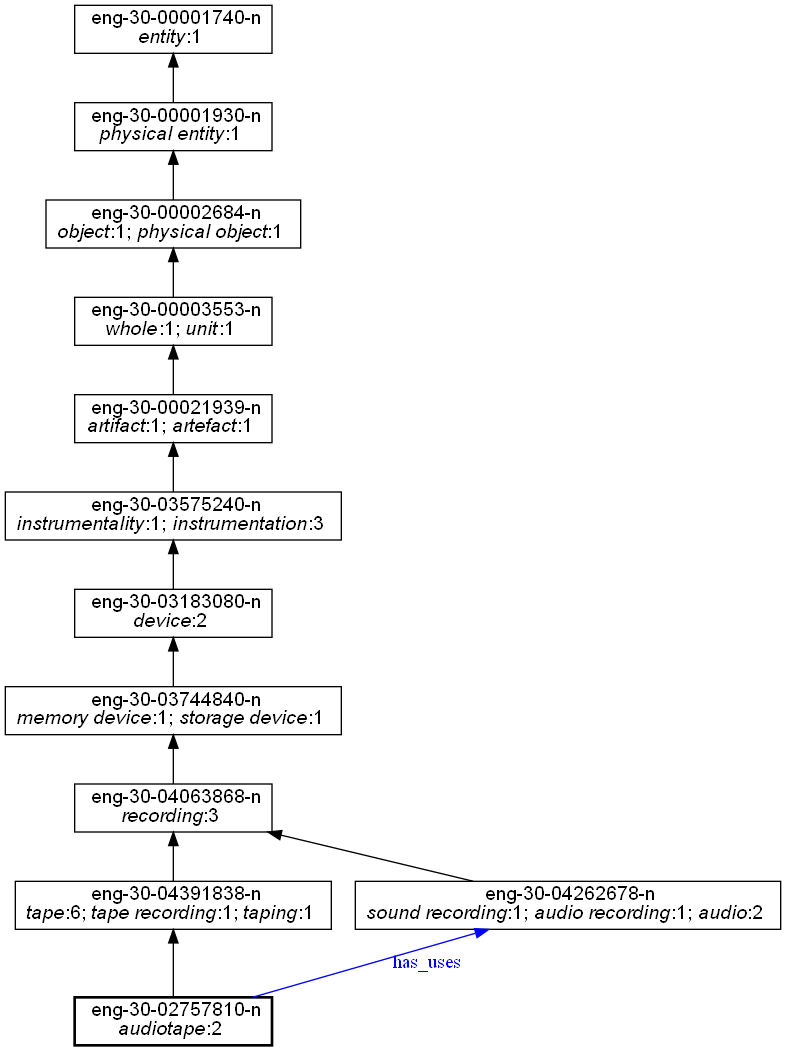 eng-30-00001740-n
entity:1
eng-30-00001930-n
physical entity:1
eng-30-00002684-n
object:1; physical object:1
eng-30-00003553-n
whole:1; unit:1
eng-30-00021939-n
artifact:1; artefact:1
eng-30-03575240-n
instrumentality:1; instrumentation:3
eng-30-03183080-n
device:2
eng-30-03744840-n
memory device:1; storage device:1
eng-30-04063868-n
recording:3
eng-30-04391838-n
tape:6; tape recording:1; taping:1
eng-30-04262678-n
sound recording:1; audio recording:1; audio:2
has_uses
eng-30-02757810-n
audiotape:2